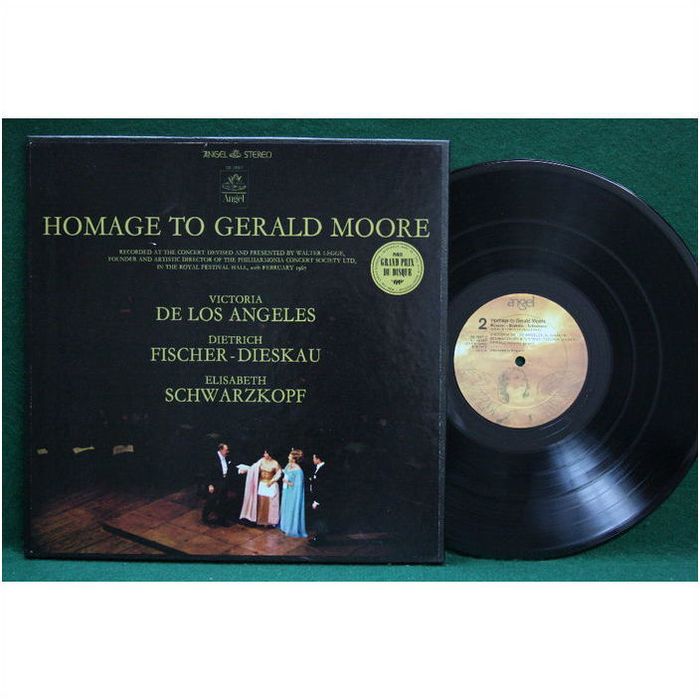 ANGEL STEREO
Angel
HOMAGE TO GERALD MOORE
RECORDED AT THE CONCERT DEVISED AND PRESENTED BY WALTER LEGGE,
FOUNDER AND ARTISTIC DIRECTOR OF THE PHILHARMONIA CONCERT SOCIETY LTD,
IN THE ROYAL FESTIVAL HALL, 20th FEBRUARY 1967
GRAND PRIX
DU DISQUE
VICTORIA
DE LOS ANGELES
DIETRICH
FISCHER-DIESKAU
ELISABETH
SCHWARZKOPF
angel
2
Homage to Gerald Moore